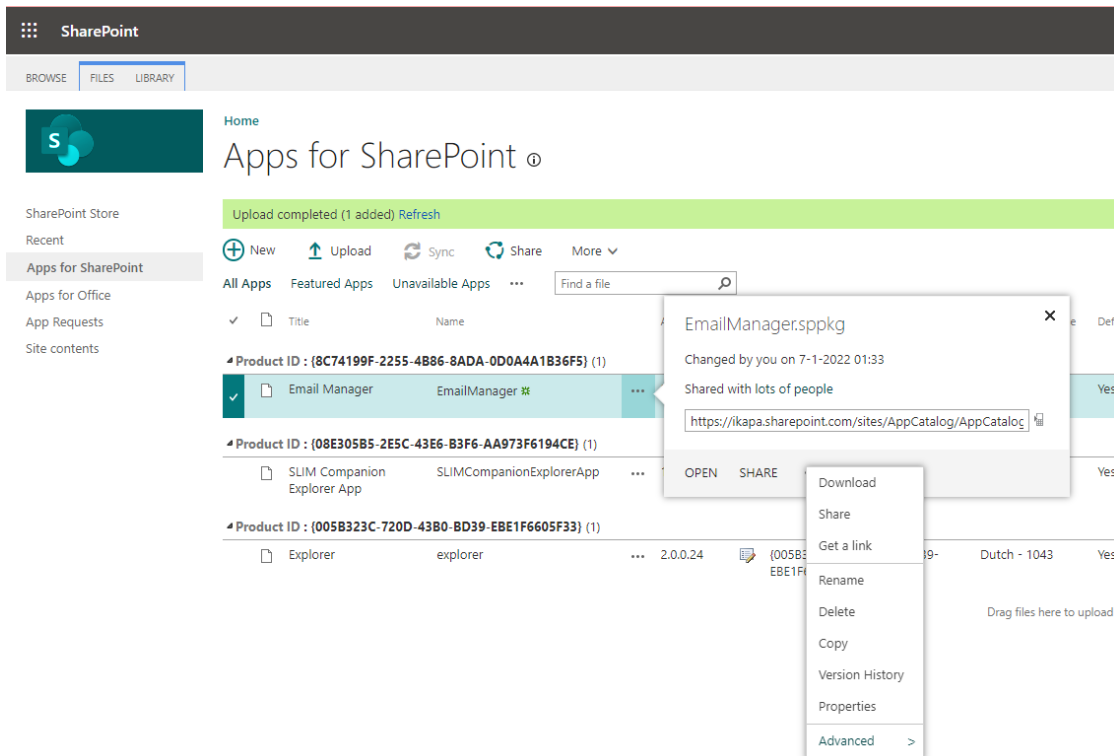 SharePoint
BROWSE FILES LIBRARY
S
Home
Apps for SharePoint
SharePoint Store
Recent
Apps for SharePoint
Apps for Office
App Requests
Site contents
Upload completed (1 added) Refresh
New Upload Sync Share More
All Apps Featured Apps Unavailable Apps ••• Find a file
Title Name
Product ID : {8C74199F-2255-4B86-8ADA-0D0A4A1B36F5} (1)
Email Manager EmailManager ••• Yes
Product ID : {08E305B5-2E5C-43E6-B3F6-AA973F6194CE} (1)
SLIM Companion SLIMCompanionExplorerApp ••• Yes
Explorer App
Product ID : {005B323C-720D-43B0-BD39-EBE1F6605F33} (1)
Explorer explorer ••• 2.0.0.24 Dutch - 1043 Yes
Drag files here to upload
EmailManager.sppkg
Changed by you on 7-1-2022 01:33
Shared with lots of people
https://ikapa.sharepoint.com/sites/AppCatalog/AppCatalog
OPEN SHARE
Download
Share
Get a link
Rename
Delete
Copy
Version History
Properties
Advanced >